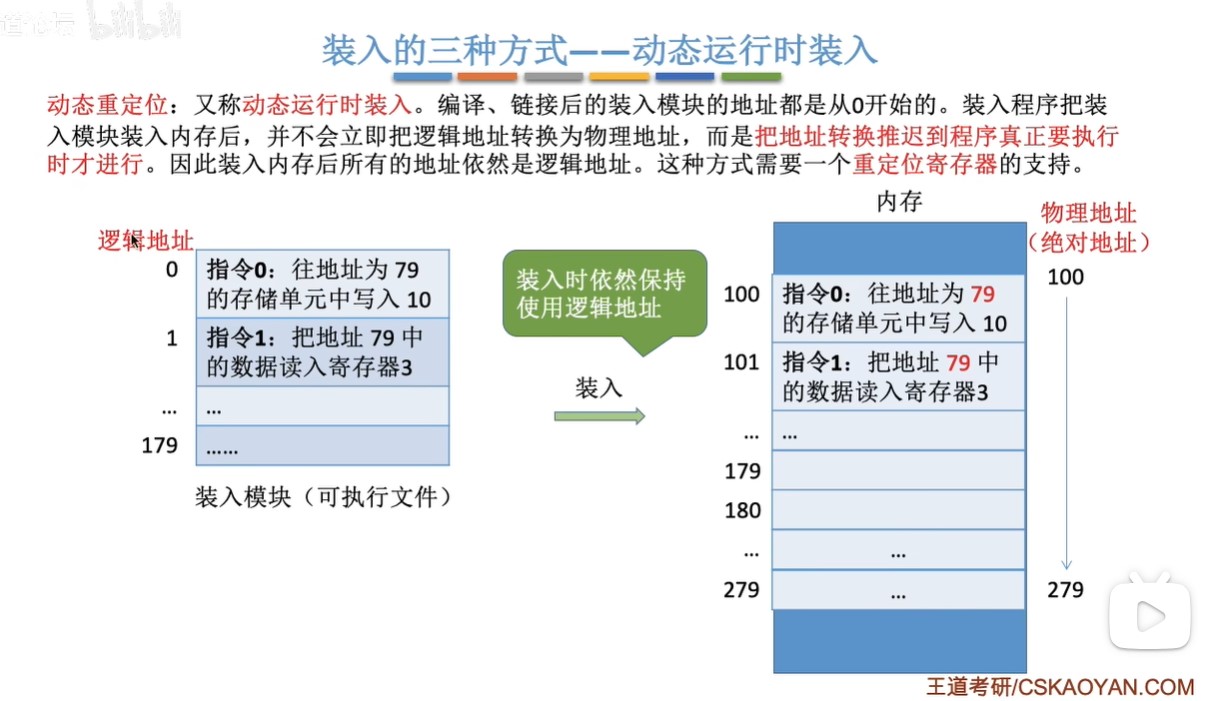 bilibili
装入的三种方式——动态运行时装入
动态重定位：又称动态运行时装入。编译、链接后的装入模块的地址都是从0开始的。装入程序把装
入模块装入内存后，并不会立即把逻辑地址转换为物理地址，而是把地址转换推迟到程序真正要执行
时才进行。因此装入内存后所有的地址依然是逻辑地址。这种方式需要一个重定位寄存器的支持。
逻辑地址
0
指令0：往地址为 79
的存储单元中写入 10
1
指令1：把地址 79 中
的数据读入寄存器3
...
...
179
......
装入模块（可执行文件）
装入时依然保持
使用逻辑地址
装入
内存
100
指令0：往地址为 79
的存储单元中写入 10
101
指令1：把地址 79 中
的数据读入寄存器3
...
...
179
180
...
...
279
...
物理地址
（绝对地址）
100
279
王道考研/CSKAOYAN.COM